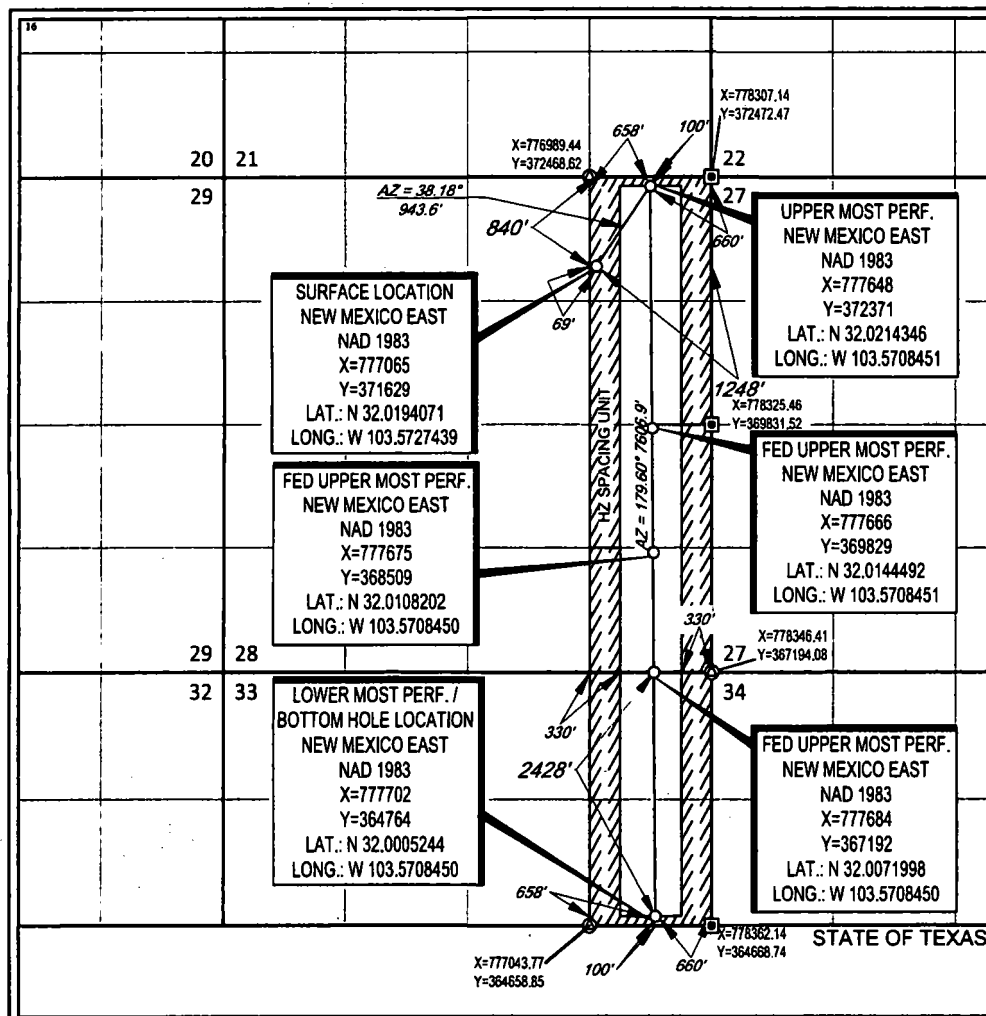 16
X=778307.14
Y=372472.47
658'
100'
X=776989.44
Y=372468.62
20 21
22
29
27
AZ = 38.18°
943.6'
840'
660'
UPPER MOST PERF.
NEW MEXICO EAST
NAD 1983
X=777648
Y=372371
LAT.: N 32.0214346
LONG.: W 103.5708451
SURFACE LOCATION
NEW MEXICO EAST
NAD 1983
X=777065
Y=371629
LAT.: N 32.0194071
LONG.: W 103.5727439
69'
1248'
X=778325.46
Y=369831.52
HZ SPACING UNIT
AZ = 179.60° 7606.9'
FED UPPER MOST PERF.
NEW MEXICO EAST
NAD 1983
X=777666
Y=369829
LAT.: N 32.0144492
LONG.: W 103.5708451
FED UPPER MOST PERF.
NEW MEXICO EAST
NAD 1983
X=777675
Y=368509
LAT.: N 32.0108202
LONG.: W 103.5708450
330'
X=778346.41
Y=367194.08
29 28
27
32 33
34
LOWER MOST PERF. /
BOTTOM HOLE LOCATION
NEW MEXICO EAST
NAD 1983
X=777702
Y=364764
LAT.: N 32.0005244
LONG.: W 103.5708450
330'
2428'
FED UPPER MOST PERF.
NEW MEXICO EAST
NAD 1983
X=777684
Y=367192
LAT.: N 32.0071998
LONG.: W 103.5708450
658'
X=777043.77
Y=364658.85
100'
660'
X=778362.14
Y=364668.74
STATE OF TEXAS